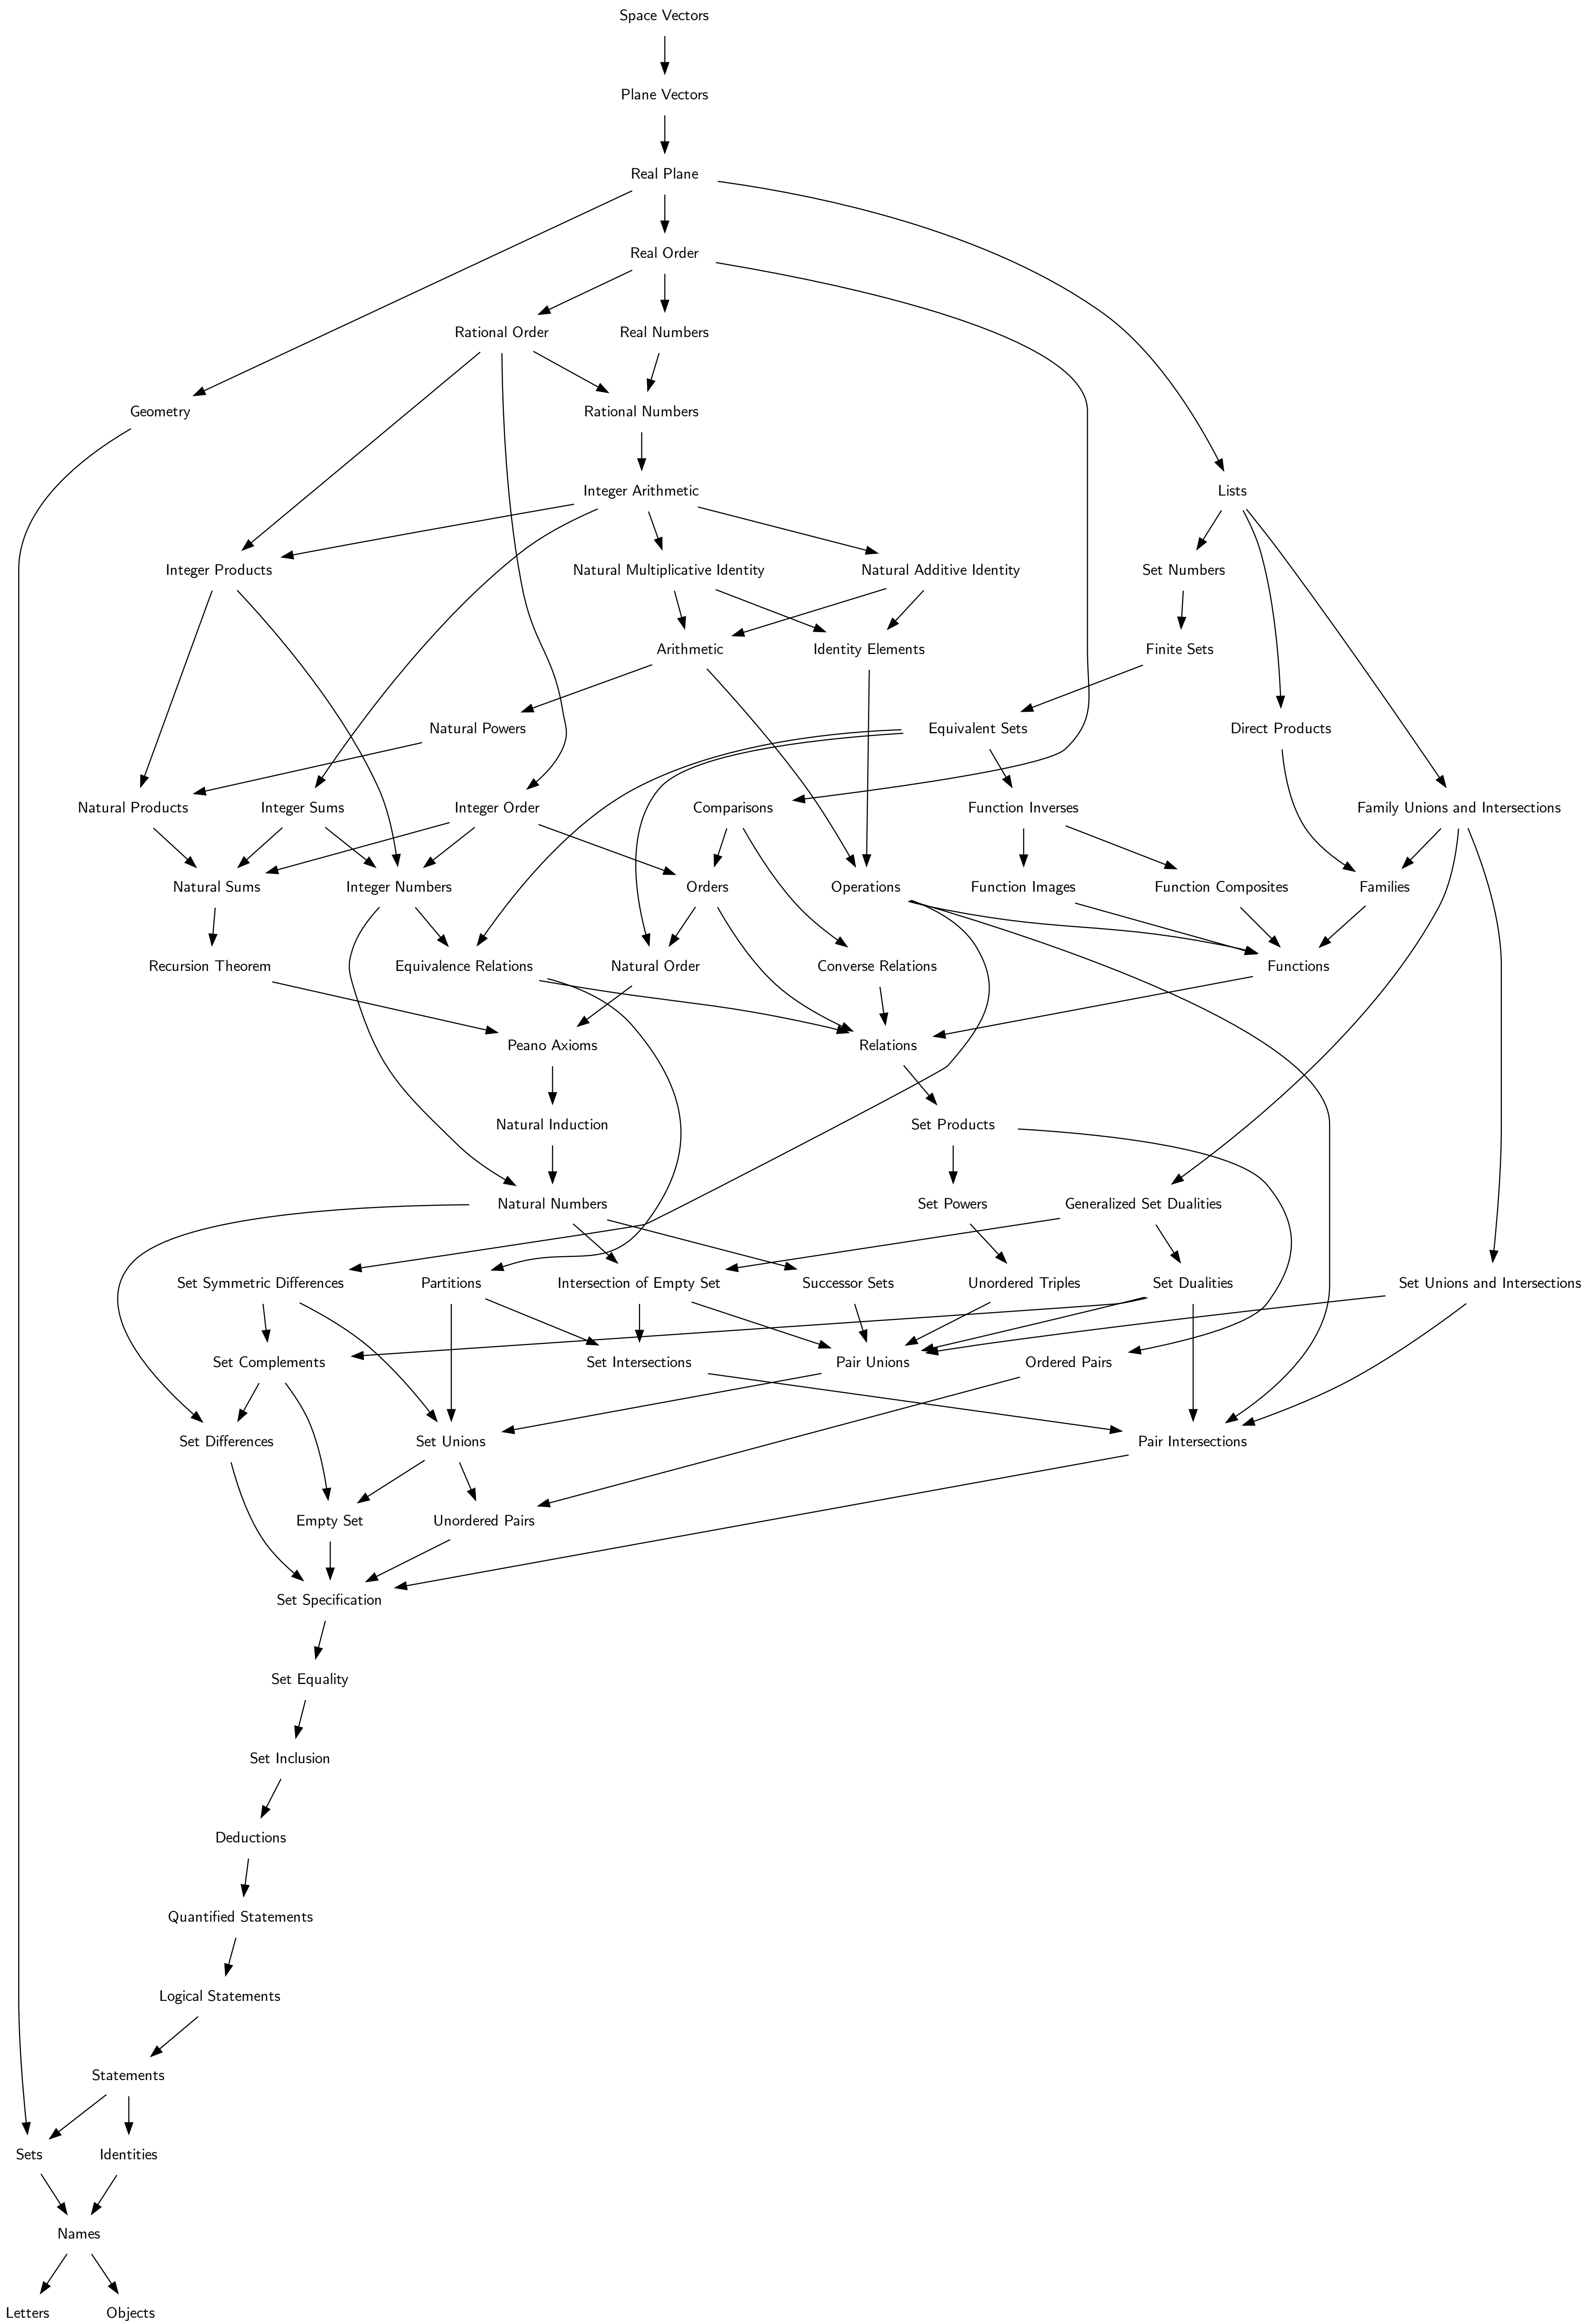 Space Vectors
Plane Vectors
Real Plane
Real Order
Rational Order
Real Numbers
Geometry
Rational Numbers
Integer Arithmetic
Lists
Integer Products
Natural Multiplicative Identity
Natural Additive Identity
Set Numbers
Arithmetic
Identity Elements
Finite Sets
Natural Powers
Equivalent Sets
Direct Products
Natural Products
Integer Sums
Integer Order
Comparisons
Function Inverses
Family Unions and Intersections
Natural Sums
Integer Numbers
Orders
Operations
Function Images
Function Composites
Families
Recursion Theorem
Equivalence Relations
Natural Order
Converse Relations
Functions
Peano Axioms
Relations
Natural Induction
Set Products
Natural Numbers
Set Powers
Generalized Set Dualities
Set Symmetric Differences
Partitions
Intersection of Empty Set
Successor Sets
Unordered Triples
Set Dualities
Set Unions and Intersections
Set Complements
Set Intersections
Pair Unions
Ordered Pairs
Set Differences
Set Unions
Pair Intersections
Empty Set
Unordered Pairs
Set Specification
Set Equality
Set Inclusion
Deductions
Quantified Statements
Logical Statements
Statements
Sets
Identities
Names
Letters
Objects